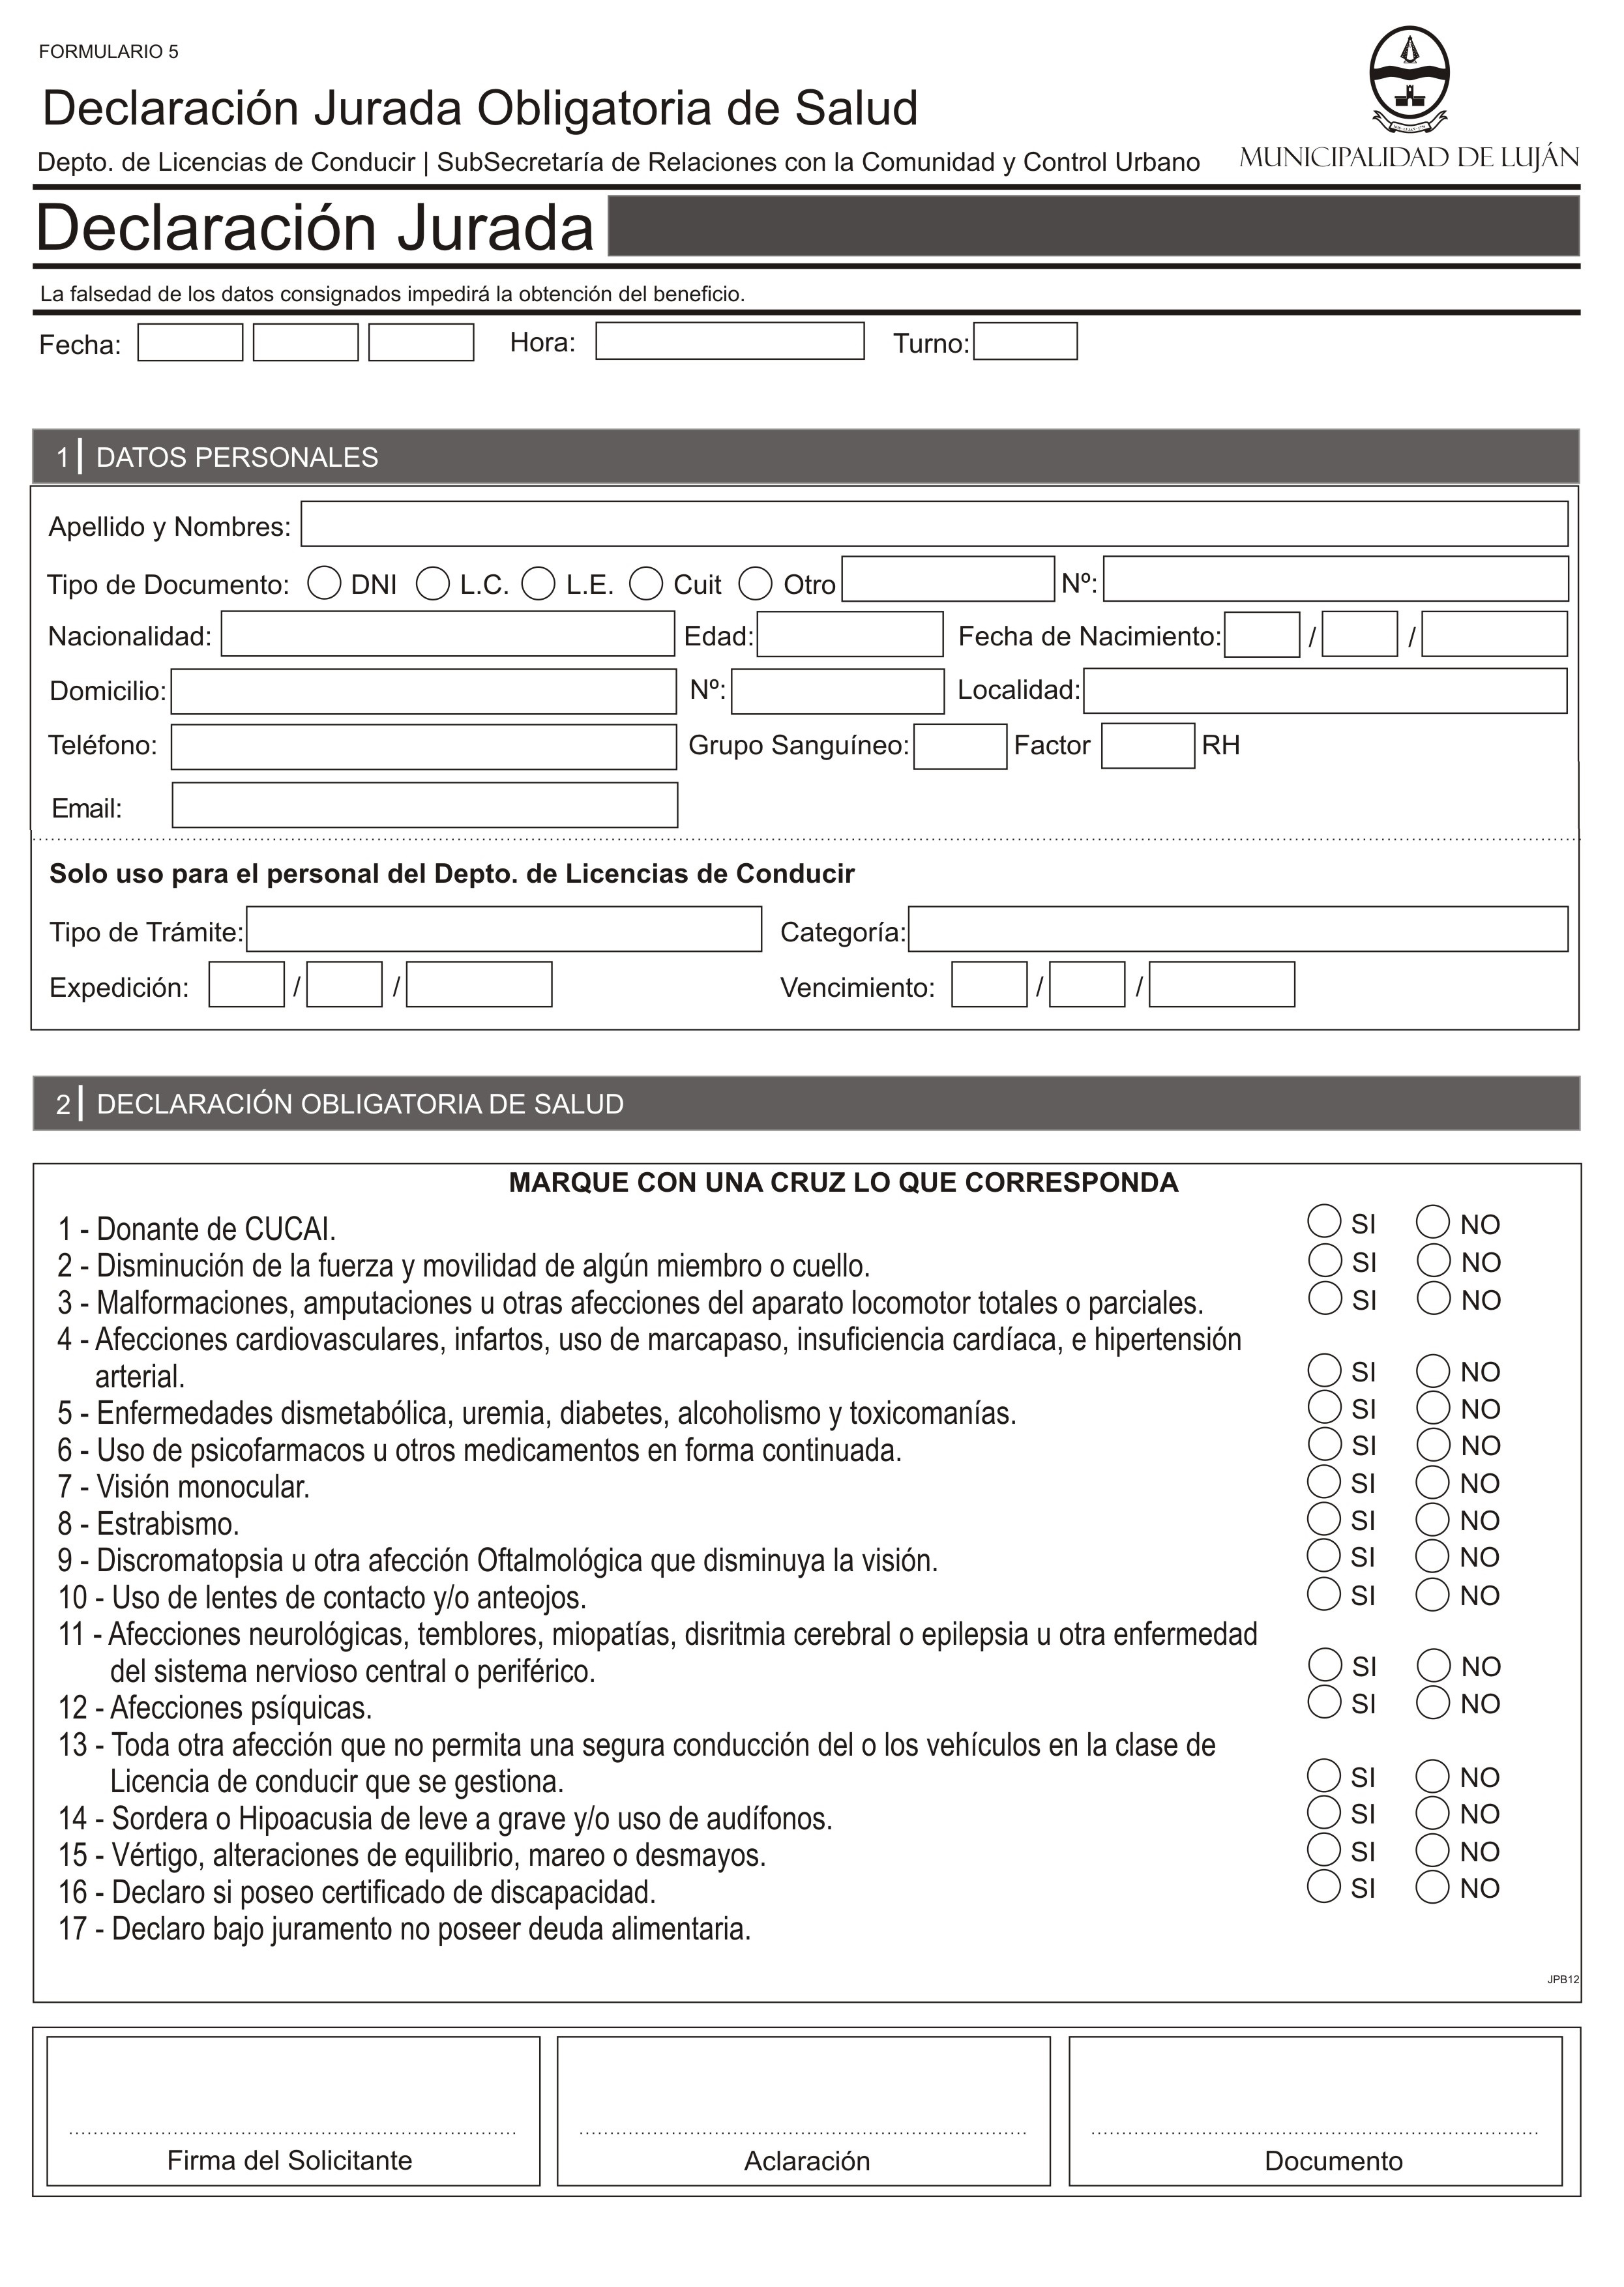 FORMULARIO 5
Declaración Jurada Obligatoria de Salud
Depto. de Licencias de Conducir | SubSecretaría de Relaciones con la Comunidad y Control Urbano
MUNICIPALIDAD DE LUJÁN
Declaración Jurada
La falsedad de los datos consignados impedirá la obtención del beneficio.
Fecha: Hora: Turno:
1 | DATOS PERSONALES
Apellido y Nombres:
Tipo de Documento: DNI L.C. L.E. Cuit Otro Nº:
Nacionalidad: Edad: Fecha de Nacimiento: / /
Domicilio: Nº: Localidad:
Teléfono: Grupo Sanguíneo: Factor RH
Email:
Solo uso para el personal del Depto. de Licencias de Conducir
Tipo de Trámite: Categoría:
Expedición: / / Vencimiento: / /
2 | DECLARACIÓN OBLIGATORIA DE SALUD
MARQUE CON UNA CRUZ LO QUE CORRESPONDA
1 - Donante de CUCAI. SI NO
2 - Disminución de la fuerza y movilidad de algún miembro o cuello. SI NO
3 - Malformaciones, amputaciones u otras afecciones del aparato locomotor totales o parciales. SI NO
4 - Afecciones cardiovasculares, infartos, uso de marcapaso, insuficiencia cardíaca, e hipertensión
arterial. SI NO
5 - Enfermedades dismetabólica, uremia, diabetes, alcoholismo y toxicomanías. SI NO
6 - Uso de psicofarmacos u otros medicamentos en forma continuada. SI NO
7 - Visión monocular. SI NO
8 - Estrabismo. SI NO
9 - Discromatopsia u otra afección Oftalmológica que disminuya la visión. SI NO
10 - Uso de lentes de contacto y/o anteojos. SI NO
11 - Afecciones neurológicas, temblores, miopatías, disritmia cerebral o epilepsia u otra enfermedad
del sistema nervioso central o periférico. SI NO
12 - Afecciones psíquicas. SI NO
13 - Toda otra afección que no permita una segura conducción del o los vehículos en la clase de
Licencia de conducir que se gestiona. SI NO
14 - Sordera o Hipoacusia de leve a grave y/o uso de audífonos. SI NO
15 - Vértigo, alteraciones de equilibrio, mareo o desmayos. SI NO
16 - Declaro si poseo certificado de discapacidad. SI NO
17 - Declaro bajo juramento no poseer deuda alimentaria.
JPB12
Firma del Solicitante Aclaración Documento